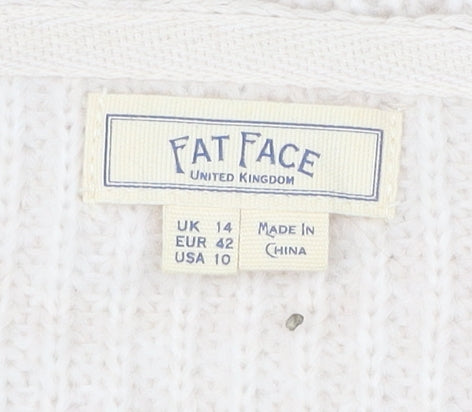 FAT FACE
UNITED KINGDOM
UK 14
EUR 42
USA 10
MADE IN
CHINA